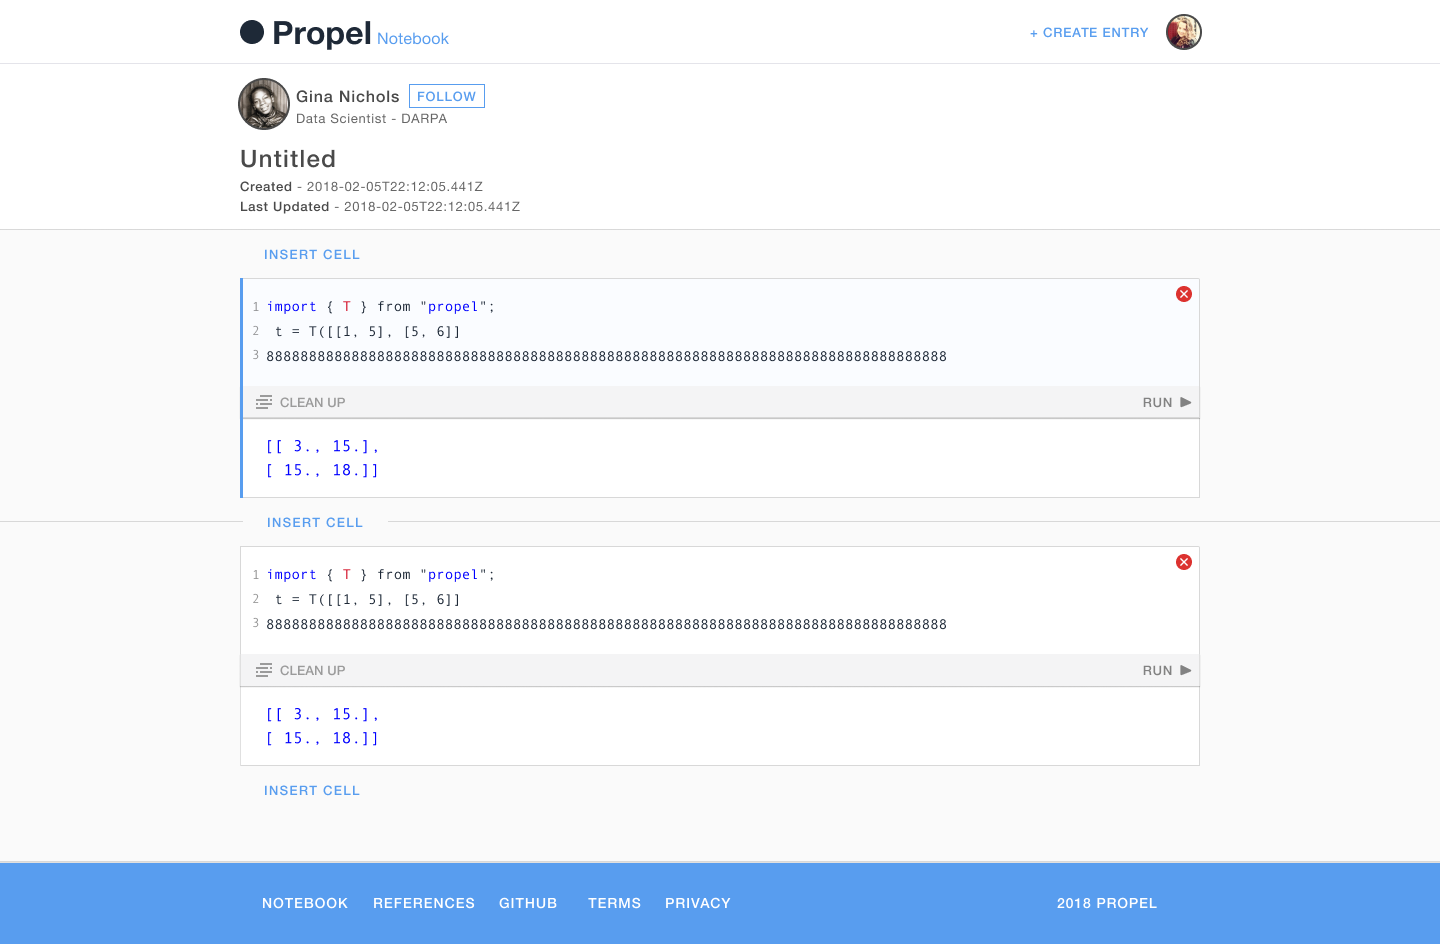 Propel Notebook
+ CREATE ENTRY
Gina Nichols FOLLOW
Data Scientist - DARPA
Untitled
Created - 2018-02-05T22:12:05.441Z
Last Updated - 2018-02-05T22:12:05.441Z
INSERT CELL
1 import { T } from "propel";
2 t = T([[1, 5], [5, 6]]
3 88888888888888888888888888888888888888888888888888888888888888888888888888888888
CLEAN UP RUN
[[ 3., 15.],
[ 15., 18.]]
INSERT CELL
1 import { T } from "propel";
2 t = T([[1, 5], [5, 6]]
3 88888888888888888888888888888888888888888888888888888888888888888888888888888888
CLEAN UP RUN
[[ 3., 15.],
[ 15., 18.]]
INSERT CELL
NOTEBOOK REFERENCES GITHUB TERMS PRIVACY 2018 PROPEL